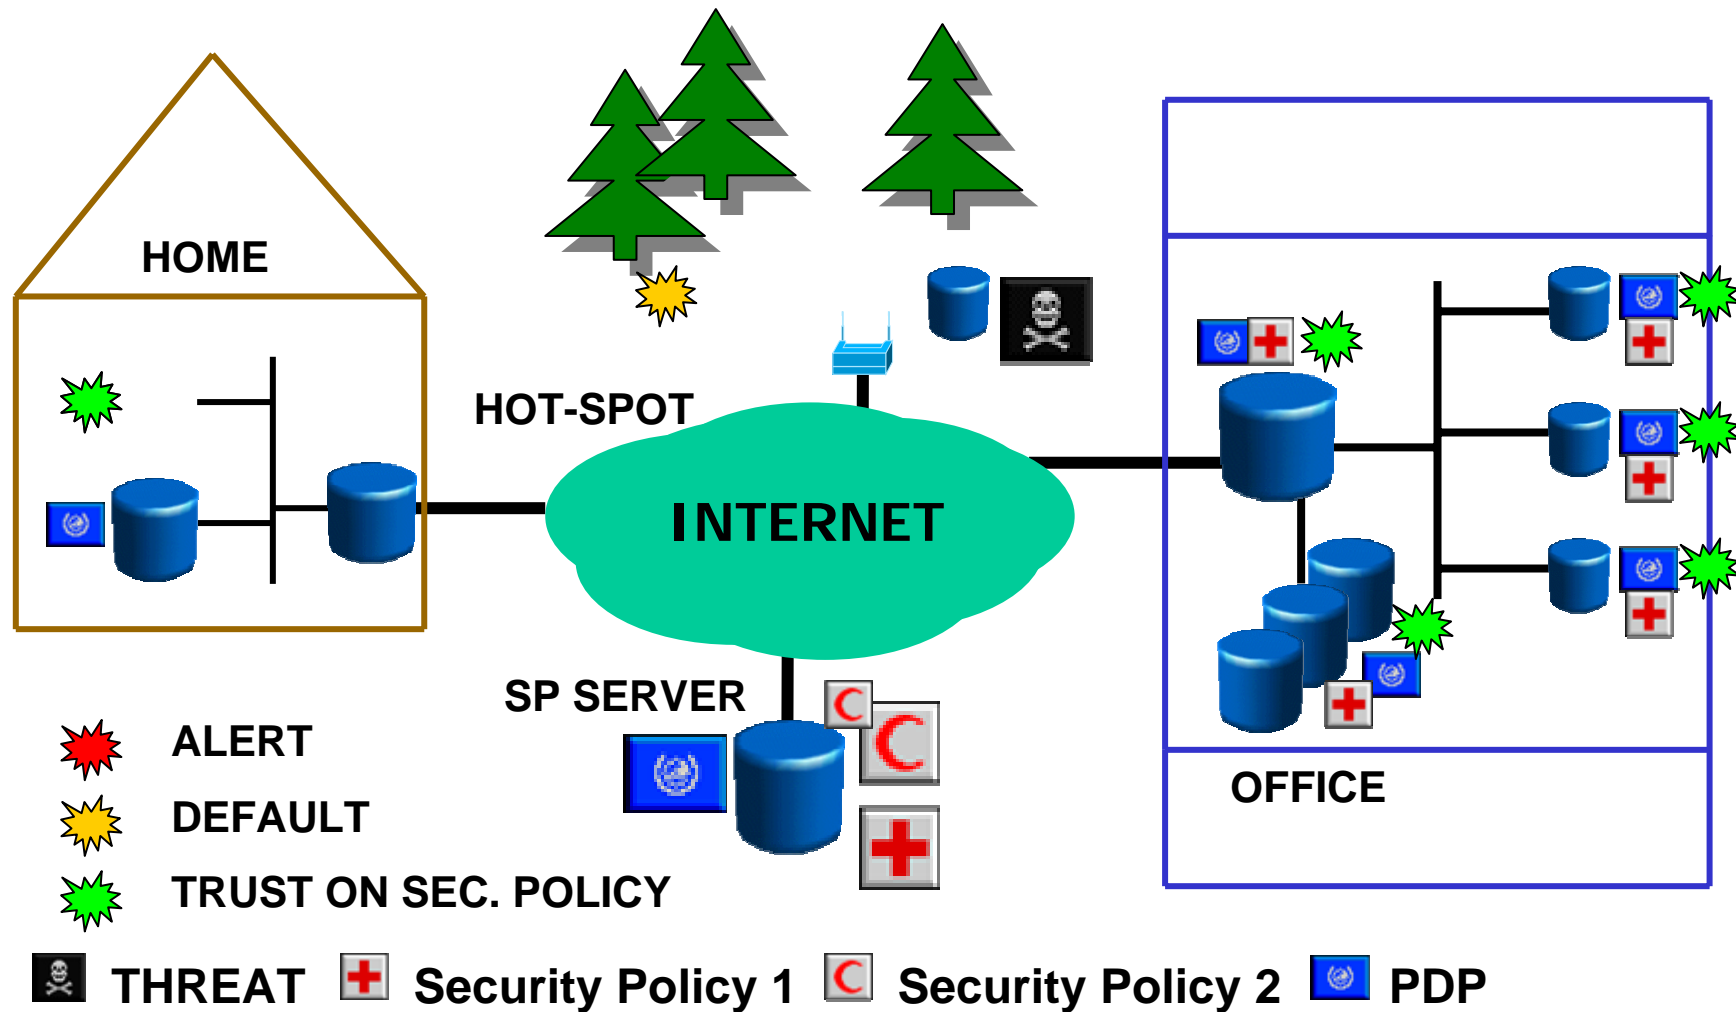 HOME
HOT-SPOT
INTERNET
SP SERVER
OFFICE
ALERT
DEFAULT
TRUST ON SEC. POLICY
THREAT Security Policy 1 Security Policy 2 PDP